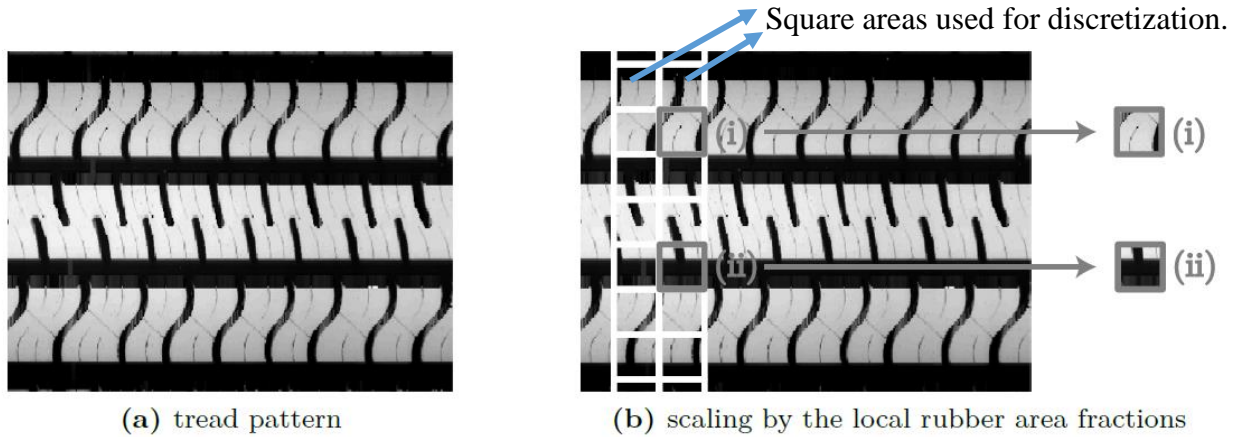 Square areas used for discretization.
(i)
(i)
(ii)
(ii)
(a) tread pattern
(b) scaling by the local rubber area fractions